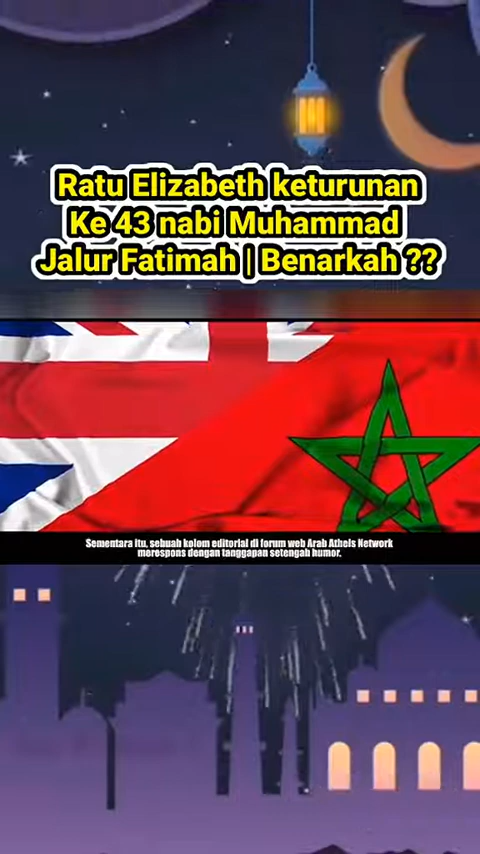 Ratu Elizabeth keturunan
Ke 43 nabi Muhammad
Jalur Fatimah | Benarkah ??
Sementara itu, sebuah kolom editorial di forum web Arab Atheis Network
merespons dengan tanggapan setengah humor.